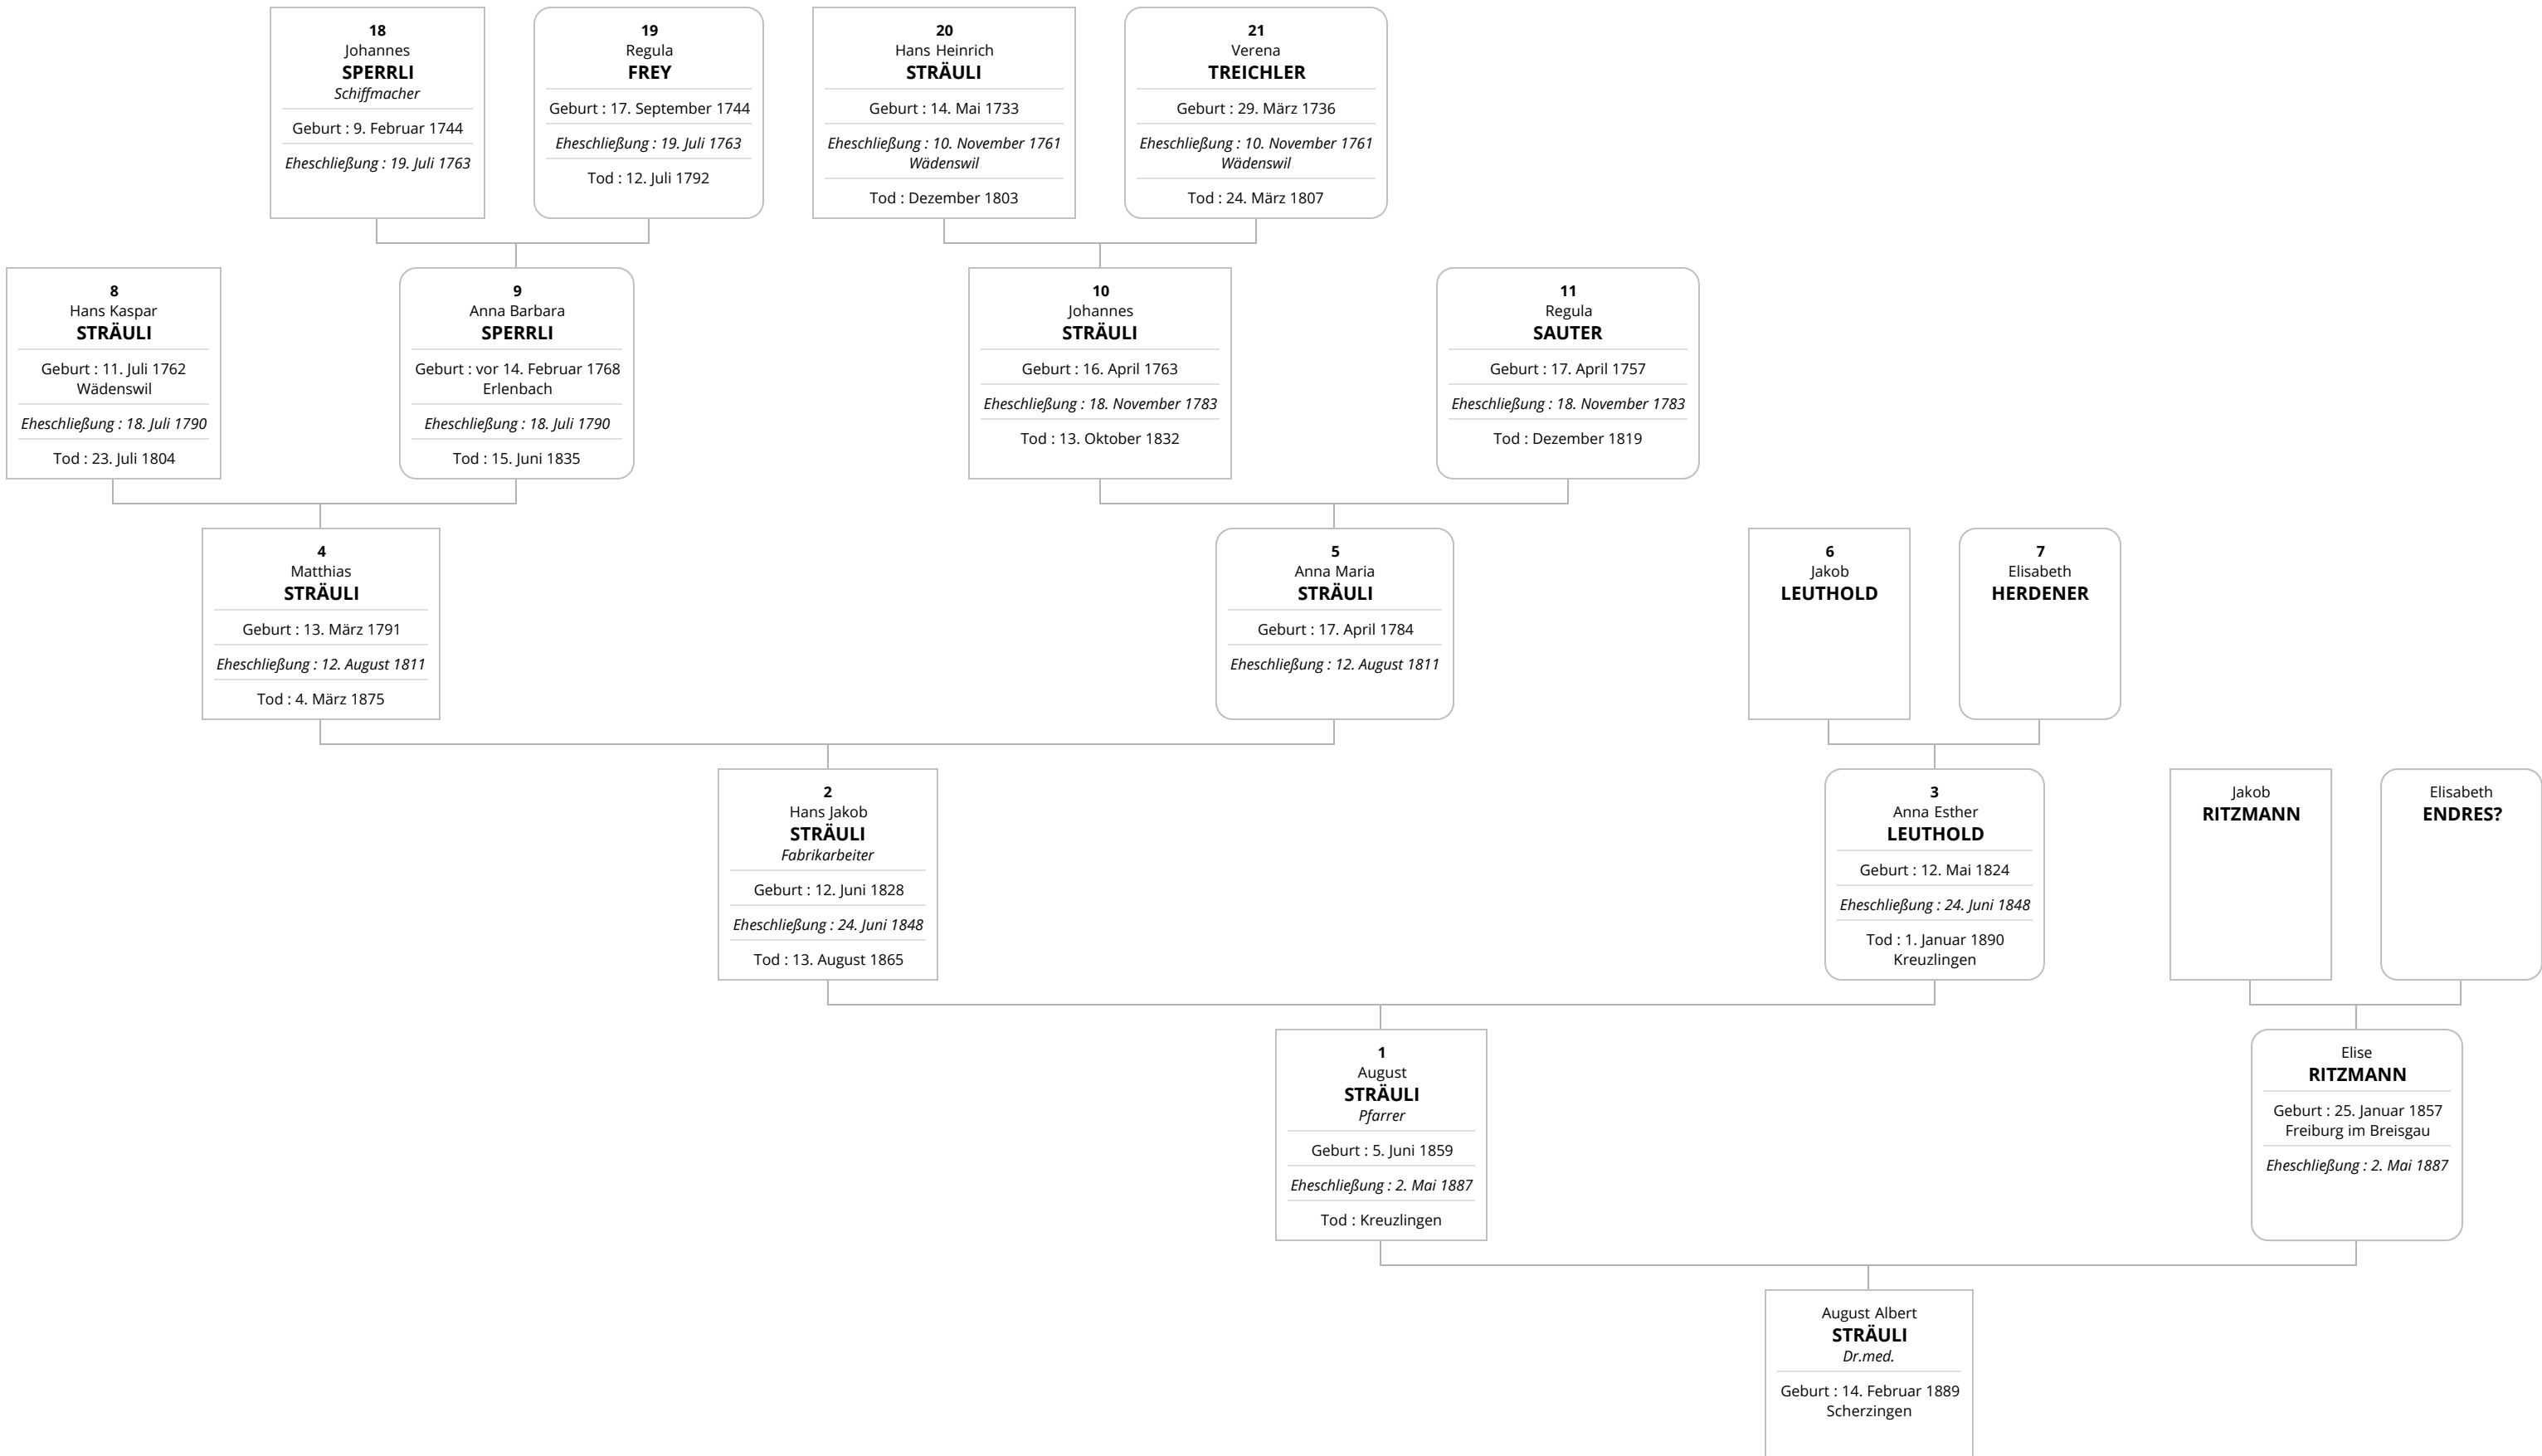 18
Johannes
SPERRLI
Schiffmacher
Geburt : 9. Februar 1744
Eheschließung : 19. Juli 1763
19
Regula
FREY
Geburt : 17. September 1744
Eheschließung : 19. Juli 1763
Tod : 12. Juli 1792
20
Hans Heinrich
STRÄULI
Geburt : 14. Mai 1733
Eheschließung : 10. November 1761
Wädenswil
Tod : Dezember 1803
21
Verena
TREICHLER
Geburt : 29. März 1736
Eheschließung : 10. November 1761
Wädenswil
Tod : 24. März 1807
8
Hans Kaspar
STRÄULI
Geburt : 11. Juli 1762
Wädenswil
Eheschließung : 18. Juli 1790
Tod : 23. Juli 1804
9
Anna Barbara
SPERRLI
Geburt : vor 14. Februar 1768
Erlenbach
Eheschließung : 18. Juli 1790
Tod : 15. Juni 1835
10
Johannes
STRÄULI
Geburt : 16. April 1763
Eheschließung : 18. November 1783
Tod : 13. Oktober 1832
11
Regula
SAUTER
Geburt : 17. April 1757
Eheschließung : 18. November 1783
Tod : Dezember 1819
4
Matthias
STRÄULI
Geburt : 13. März 1791
Eheschließung : 12. August 1811
Tod : 4. März 1875
5
Anna Maria
STRÄULI
Geburt : 17. April 1784
Eheschließung : 12. August 1811
6
Jakob
LEUTHOLD
7
Elisabeth
HERDENER
2
Hans Jakob
STRÄULI
Fabrikarbeiter
Geburt : 12. Juni 1828
Eheschließung : 24. Juni 1848
Tod : 13. August 1865
3
Anna Esther
LEUTHOLD
Geburt : 12. Mai 1824
Eheschließung : 24. Juni 1848
Tod : 1. Januar 1890
Kreuzlingen
Jakob
RITZMANN
Elisabeth
ENDRES?
1
August
STRÄULI
Pfarrer
Geburt : 5. Juni 1859
Eheschließung : 2. Mai 1887
Tod : Kreuzlingen
Elise
RITZMANN
Geburt : 25. Januar 1857
Freiburg im Breisgau
Eheschließung : 2. Mai 1887
August Albert
STRÄULI
Dr.med.
Geburt : 14. Februar 1889
Scherzingen